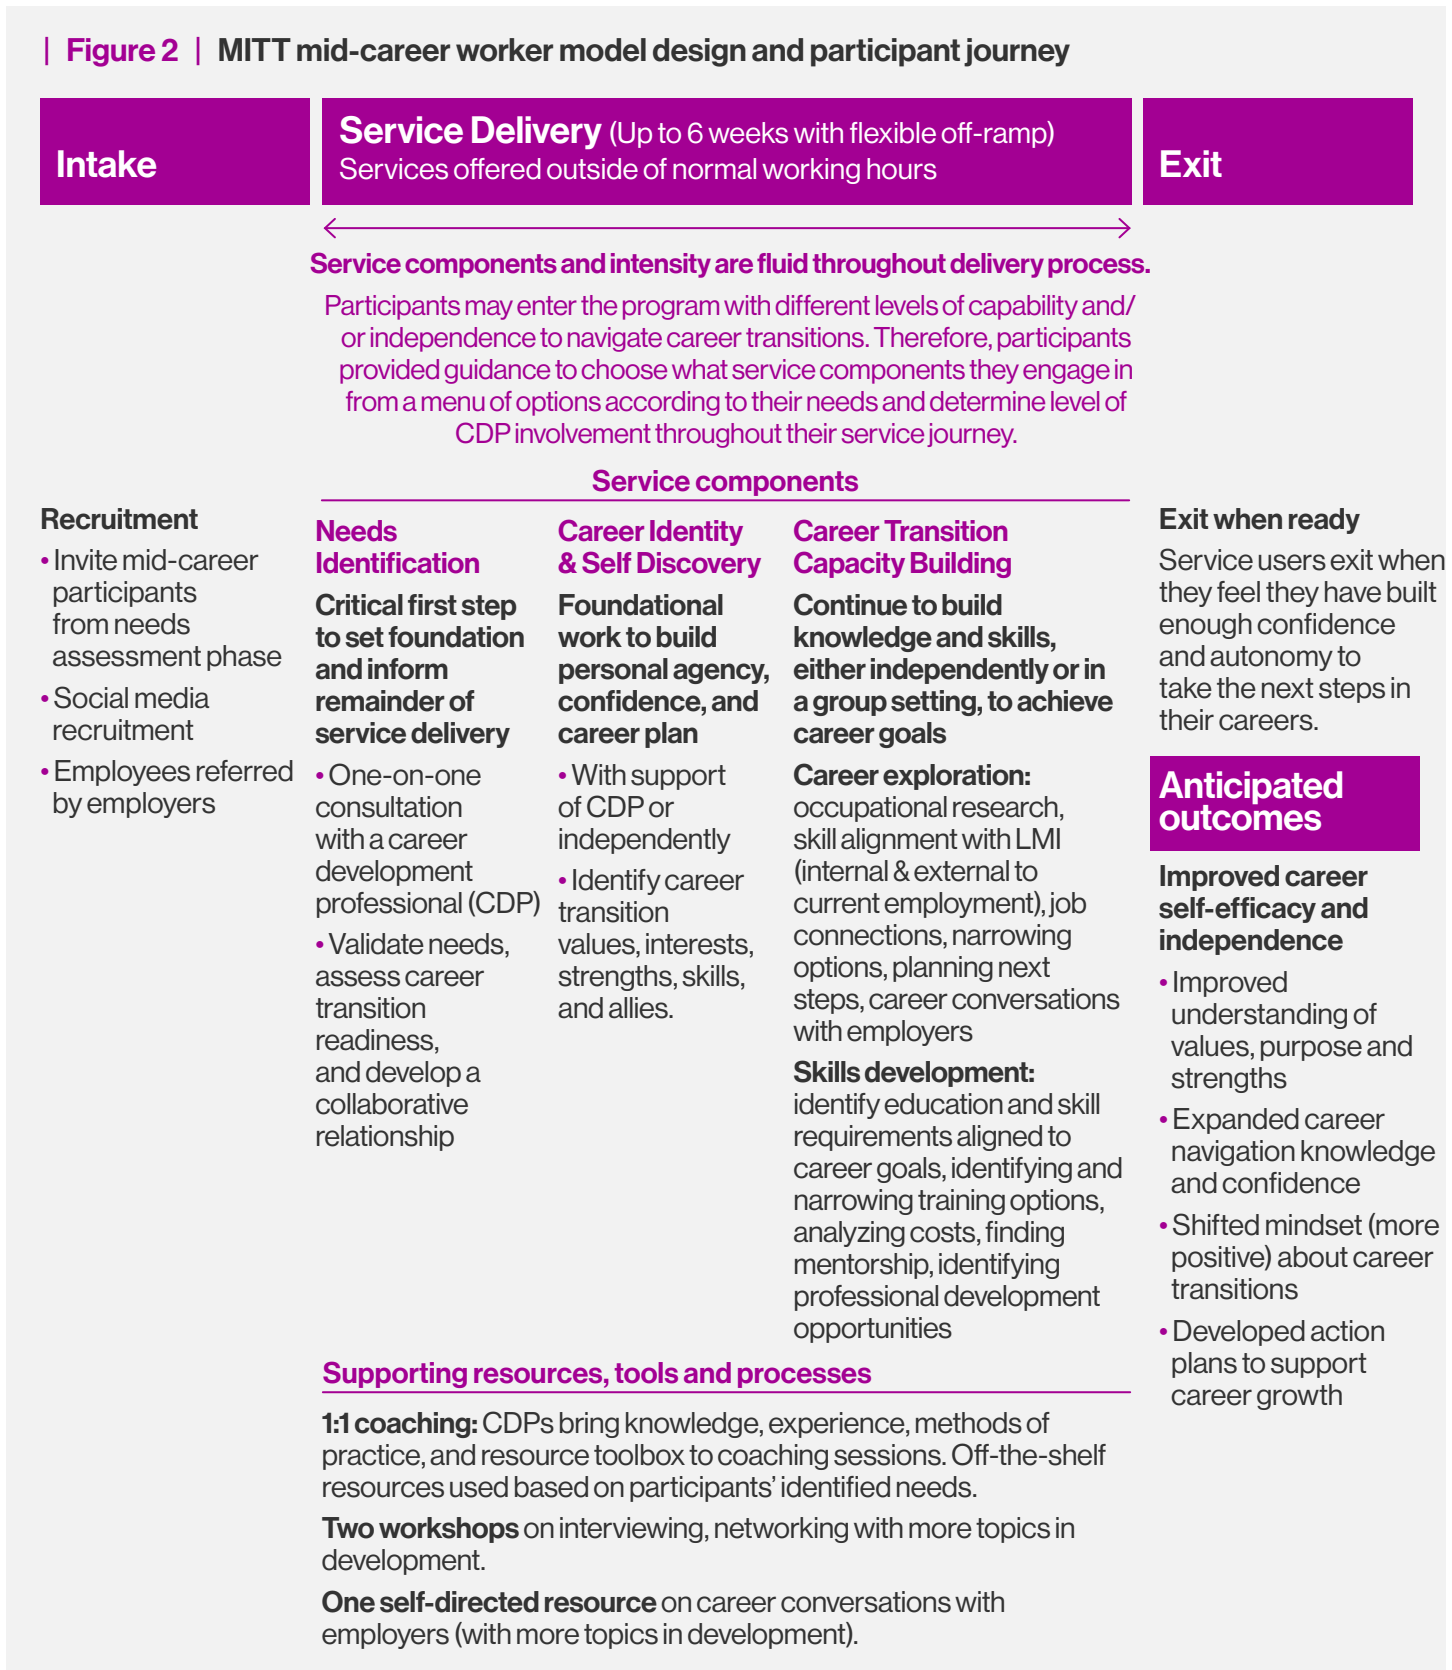 | Figure 2 | MITT mid-career worker model design and participant journey
Intake
Service Delivery (Up to 6 weeks with flexible off-ramp)
Services offered outside of normal working hours
Exit
Service components and intensity are fluid throughout delivery process.
Participants may enter the program with different levels of capability and/
or independence to navigate career transitions. Therefore, participants
provided guidance to choose what service components they engage in
from a menu of options according to their needs and determine level of
CDP involvement throughout their service journey.
Recruitment
• Invite mid-career
participants
from needs
assessment phase
• Social media
recruitment
• Employees referred
by employers
Service components
Needs
Identification
Critical first step
to set foundation
and inform
remainder of
service delivery
• One-on-one
consultation
with a career
development
professional (CDP)
• Validate needs,
assess career
transition
readiness,
and develop a
collaborative
relationship
Career Identity
& Self Discovery
Foundational
work to build
personal agency,
confidence, and
career plan
• With support
of CDP or
independently
• Identify career
transition
values, interests,
strengths, skills,
and allies.
Career Transition
Capacity Building
Continue to build
knowledge and skills,
either independently or in
a group setting, to achieve
career goals
Career exploration:
occupational research,
skill alignment with LMI
(internal & external to
current employment), job
connections, narrowing
options, planning next
steps, career conversations
with employers
Skills development:
identify education and skill
requirements aligned to
career goals, identifying and
narrowing training options,
analyzing costs, finding
mentorship, identifying
professional development
opportunities
Supporting resources, tools and processes
1:1 coaching: CDPs bring knowledge, experience, methods of
practice, and resource toolbox to coaching sessions. Off-the-shelf
resources used based on participants’ identified needs.
Two workshops on interviewing, networking with more topics in
development.
One self-directed resource on career conversations with
employers (with more topics in development).
Exit when ready
Service users exit when
they feel they have built
enough confidence
and autonomy to
take the next steps in
their careers.
Anticipated
outcomes
Improved career
self-efficacy and
independence
• Improved
understanding of
values, purpose and
strengths
• Expanded career
navigation knowledge
and confidence
• Shifted mindset (more
positive) about career
transitions
• Developed action
plans to support
career growth